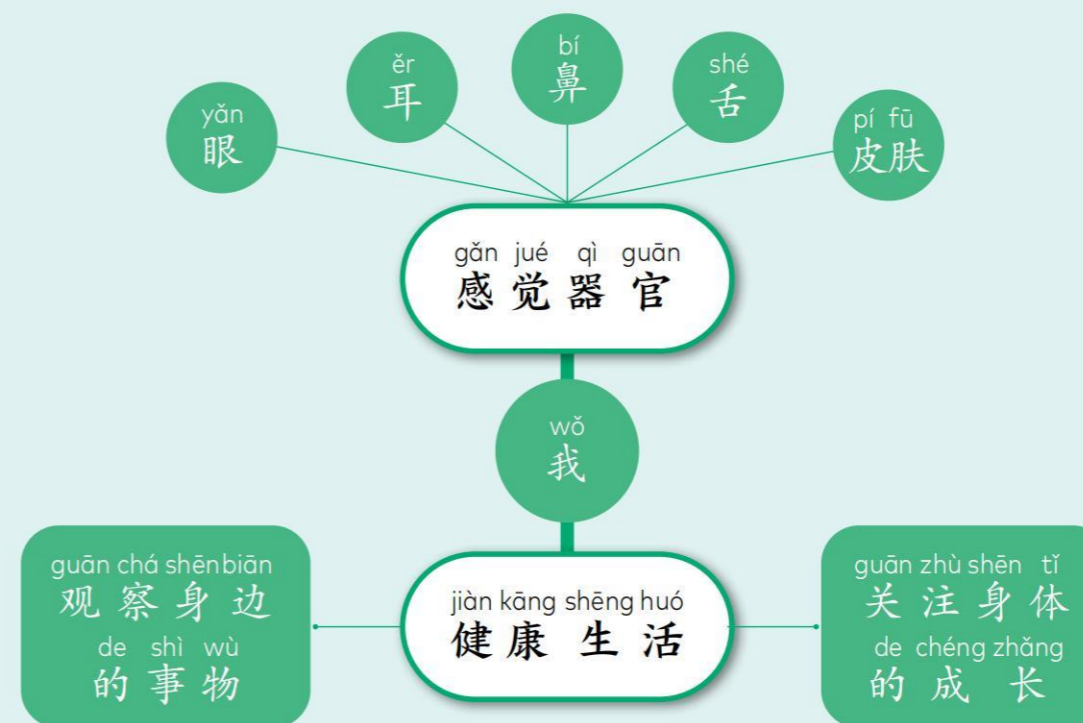 bí
鼻
ěr
耳
shé
舌
yǎn
眼
pí fū
皮肤
gǎn jué qì guān
感觉器官
wǒ
我
guān chá shēn biān
观察身边
de shì wù
的事物
jiàn kāng shēng huó
健康生活
guān zhù shēn tǐ
关注身体
de chéng zhǎng
的成长